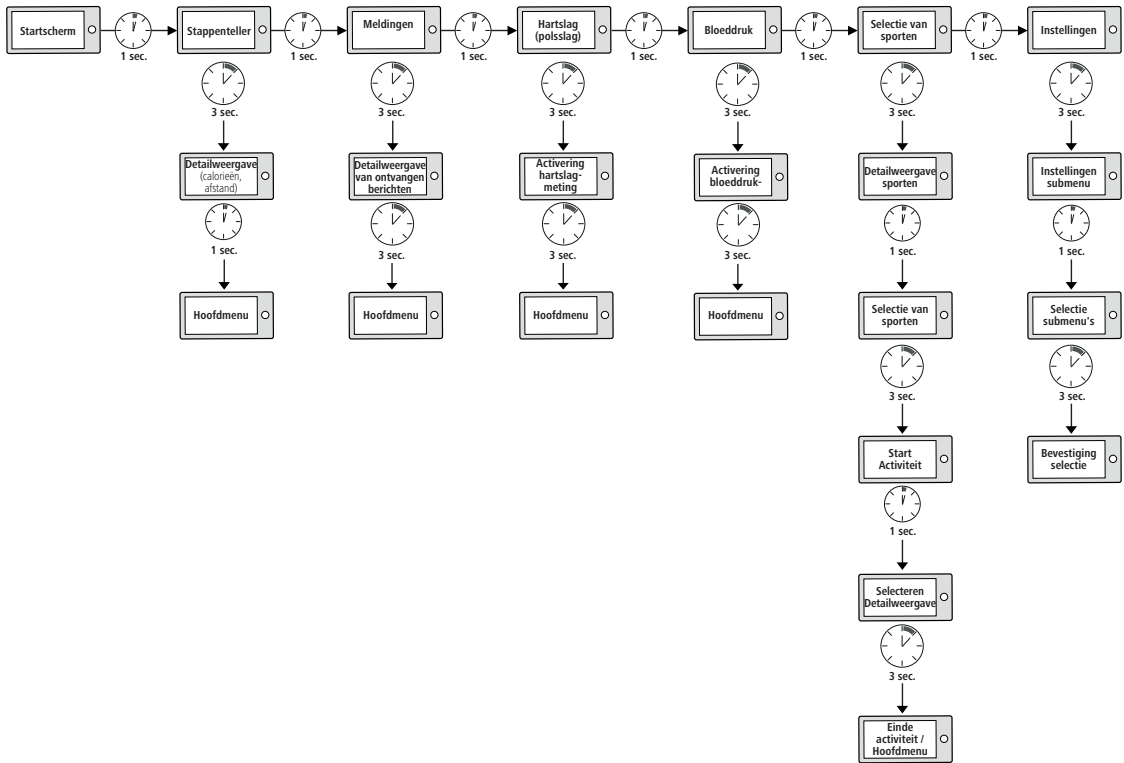 Startscherm
Stappenteller
Meldingen
Hartslag
(polsslag)
Bloeddruk
Selectie van
sporten
Instellingen
1 sec.
1 sec.
1 sec.
1 sec.
1 sec.
1 sec.
3 sec.
3 sec.
3 sec.
3 sec.
3 sec.
3 sec.
Detailweergave
(calorieën,
afstand)
Detailweergave
van ontvangen
berichten
Activering
hartslag-
meting
Activering
bloeddruk-
Detailweergave
sporten
Instellingen
submenu
1 sec.
3 sec.
3 sec.
3 sec.
1 sec.
1 sec.
Hoofdmenu
Hoofdmenu
Hoofdmenu
Hoofdmenu
Selectie van
sporten
Selectie
submenu's
3 sec.
3 sec.
Start
Activiteit
Bevestiging
selectie
1 sec.
Selecteren
Detailweergave
3 sec.
Einde
activiteit /
Hoofdmenu